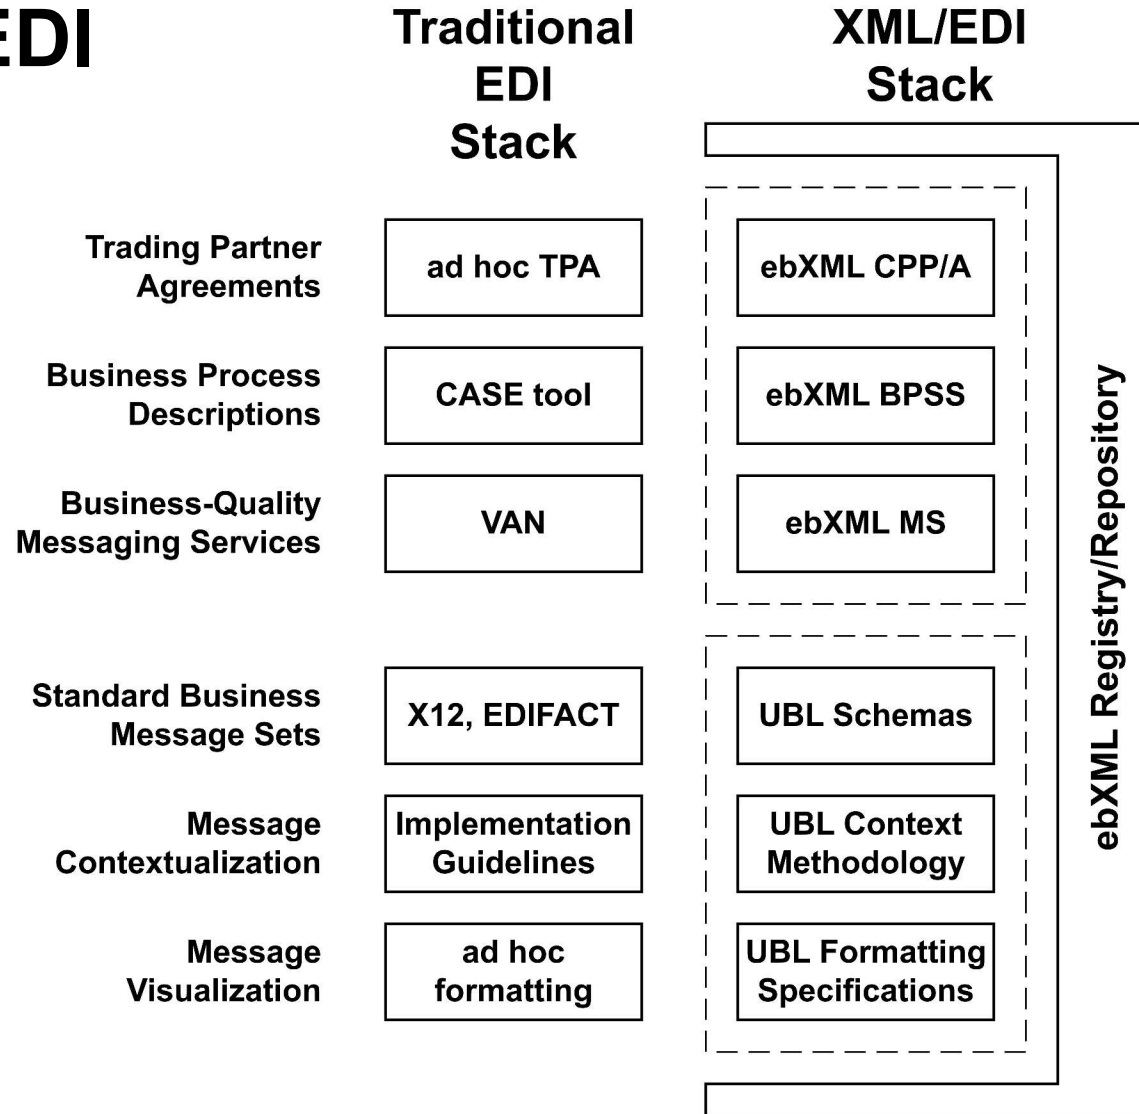 EDI
Traditional
EDI
Stack
XML/EDI
Stack
Trading Partner
Agreements
ad hoc TPA
ebXML CPP/A
Business Process
Descriptions
CASE tool
ebXML BPSS
Business-Quality
Messaging Services
VAN
ebXML MS
Standard Business
Message Sets
X12, EDIFACT
UBL Schemas
Message
Contextualization
Implementation
Guidelines
UBL Context
Methodology
Message
Visualization
ad hoc
formatting
UBL Formatting
Specifications
ebXML Registry/Repository